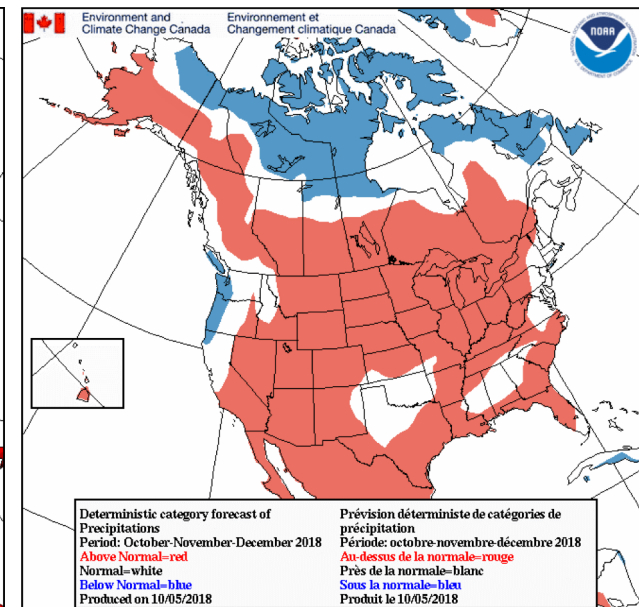 Environment and
Climate Change Canada
Environnement et
Changement climatique Canada
NOAA
Deterministic category forecast of
Precipitations
Period: October-November-December 2018
Above Normal=red
Normal=white
Below Normal=blue
Produced on 10/05/2018
Prévision déterministe de catégories de
précipitation
Période: octobre-novembre-décembre 2018
Au-dessus de la normale=rouge
Près de la normale=blanc
Sous la normale=bleu
Produit le 10/05/2018